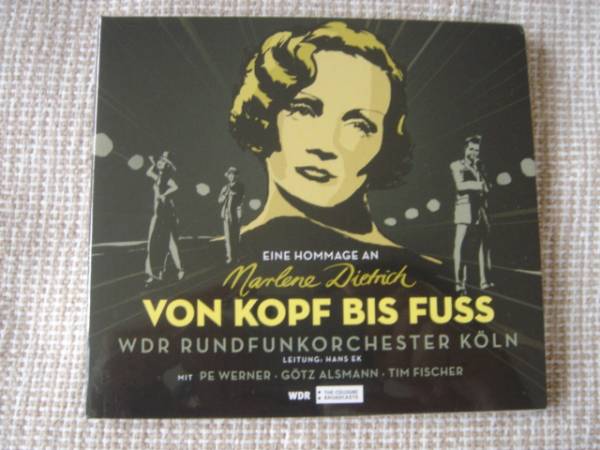 EINE HOMMAGE AN
Marlene Dietrich
VON KOPF BIS FUSS
WDR RUNDFUNKORCHESTER KÖLN
LEITUNG: HANS EK
MIT PE WERNER · GÖTZ ALSMANN · TIM FISCHER
WDR THE COLOGNE
BROADCASTS